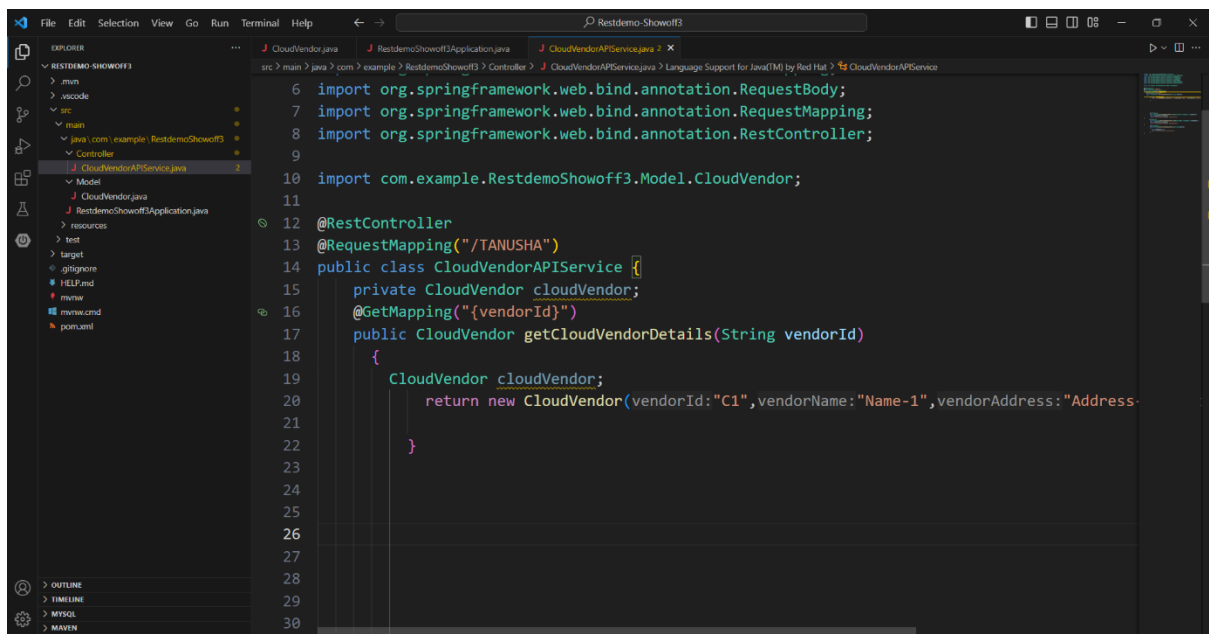 File Edit Selection View Go Run Terminal Help
Restdemo-Showoff3
EXPLORER
RESTDEMO-SHOWOFF3
.mvn
.vscode
src
main
java\com\example\RestdemoShowoff3
Controller
J CloudVendorAPIService.java 2
Model
J CloudVendor.java
J RestdemoShowoff3Application.java
resources
test
target
.gitignore
HELP.md
mvnw
mvnw.cmd
pom.xml
OUTLINE
TIMELINE
MYSQL
MAVEN
J CloudVendor.java J RestdemoShowoff3Application.java J CloudVendorAPIService.java 2 ×
src > main > java > com > example > RestdemoShowoff3 > Controller > J CloudVendorAPIService.java > Language Support for Java(TM) by Red Hat > CloudVendorAPIService
6 import org.springframework.web.bind.annotation.RequestBody;
7 import org.springframework.web.bind.annotation.RequestMapping;
8 import org.springframework.web.bind.annotation.RestController;
9
10 import com.example.RestdemoShowoff3.Model.CloudVendor;
11
12 @RestController
13 @RequestMapping("/TANUSHA")
14 public class CloudVendorAPIService {
15 private CloudVendor cloudVendor;
16 @GetMapping("{vendorId}")
17 public CloudVendor getCloudVendorDetails(String vendorId)
18 {
19 CloudVendor cloudVendor;
20 return new CloudVendor(vendorId:"C1",vendorName:"Name-1",vendorAddress:"Address-
21
22 }
23
24
25
26
27
28
29
30